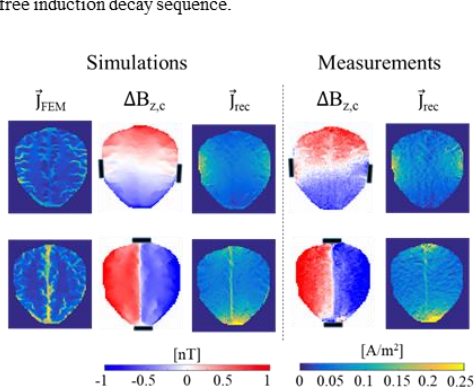 free induction decay sequence.
Simulations Measurements
J⃗FEM ΔBz,c J⃗rec ΔBz,c J⃗rec
[nT] [A/m²]
-1 -0.5 0 0.5 1 0 0.05 0.1 0.15 0.2 0.25